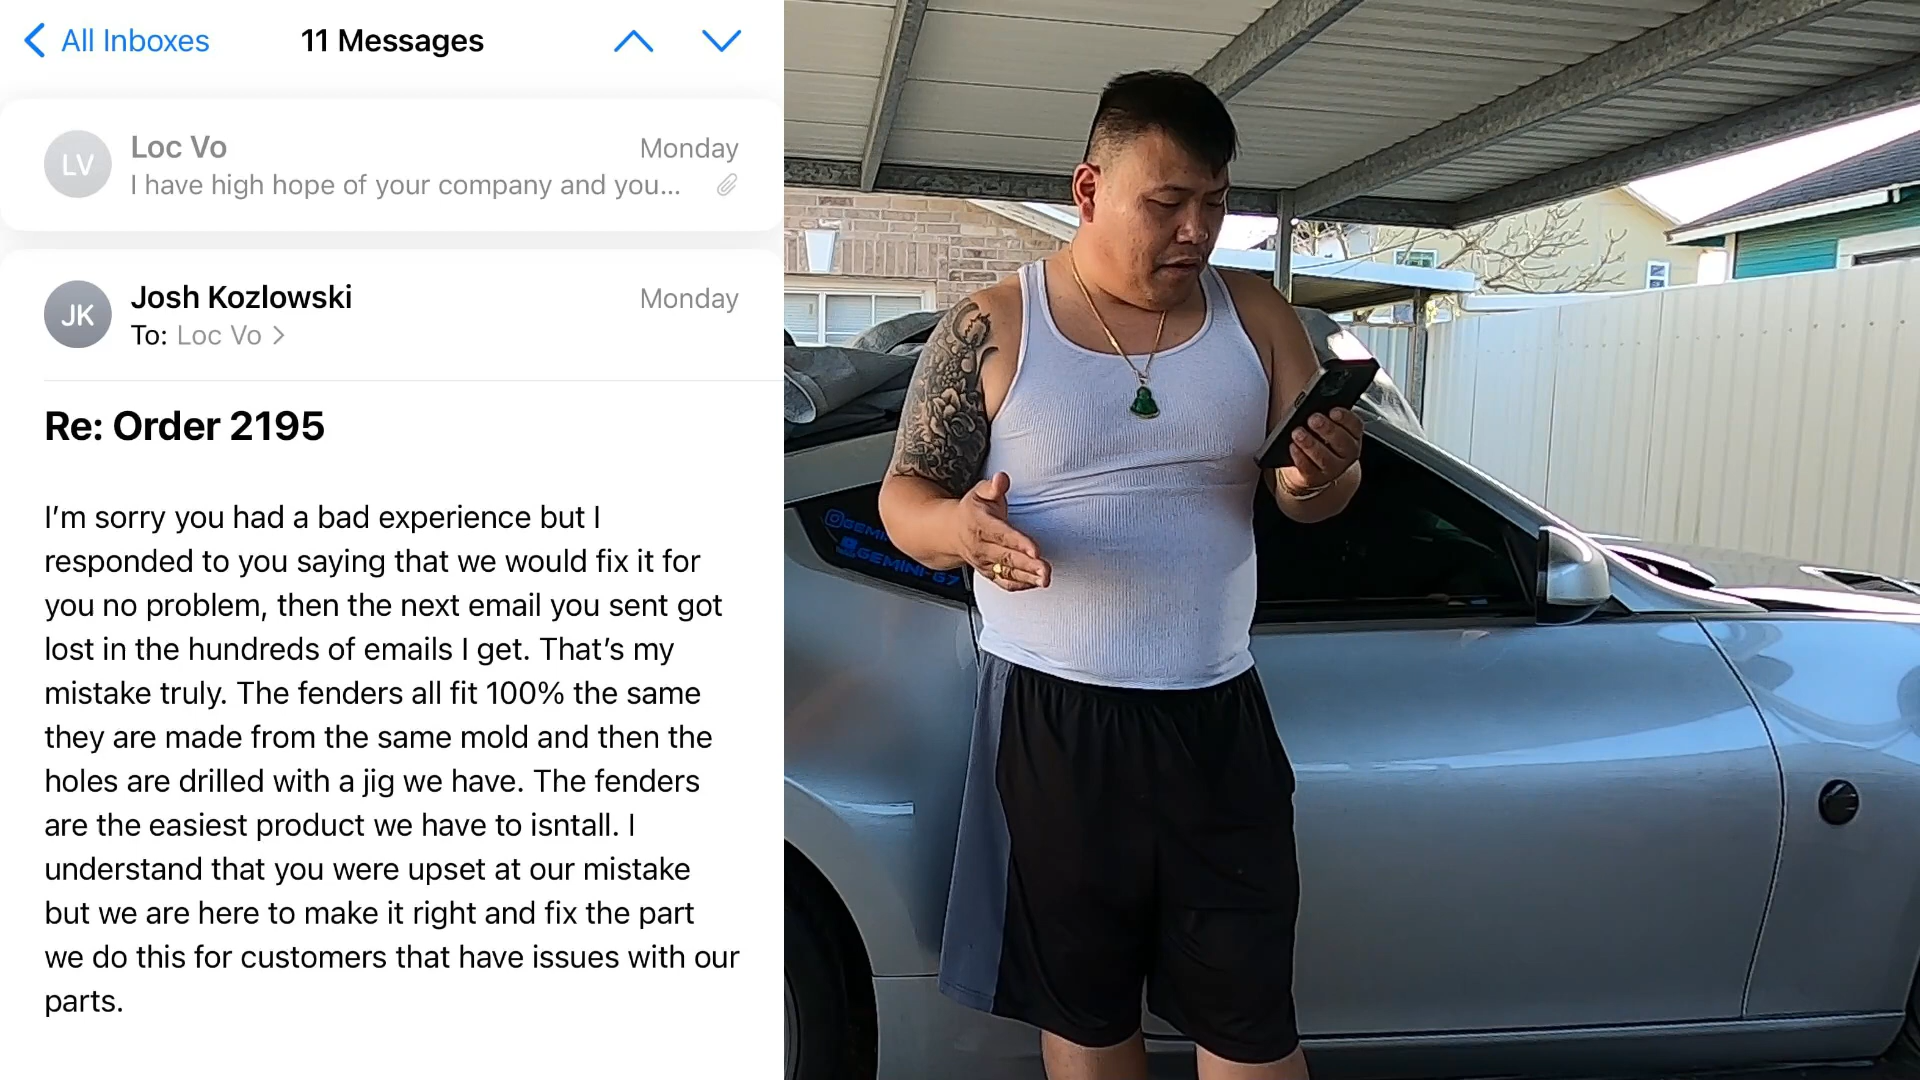 All Inboxes
11 Messages
LV
Loc Vo
Monday
I have high hope of your company and you...
JK
Josh Kozlowski
Monday
To: Loc Vo
Re: Order 2195
I'm sorry you had a bad experience but I
responded to you saying that we would fix it for
you no problem, then the next email you sent got
lost in the hundreds of emails I get. That's my
mistake truly. The fenders all fit 100% the same
they are made from the same mold and then the
holes are drilled with a jig we have. The fenders
are the easiest product we have to isntall. I
understand that you were upset at our mistake
but we are here to make it right and fix the part
we do this for customers that have issues with our
parts.
GEMINI-G7